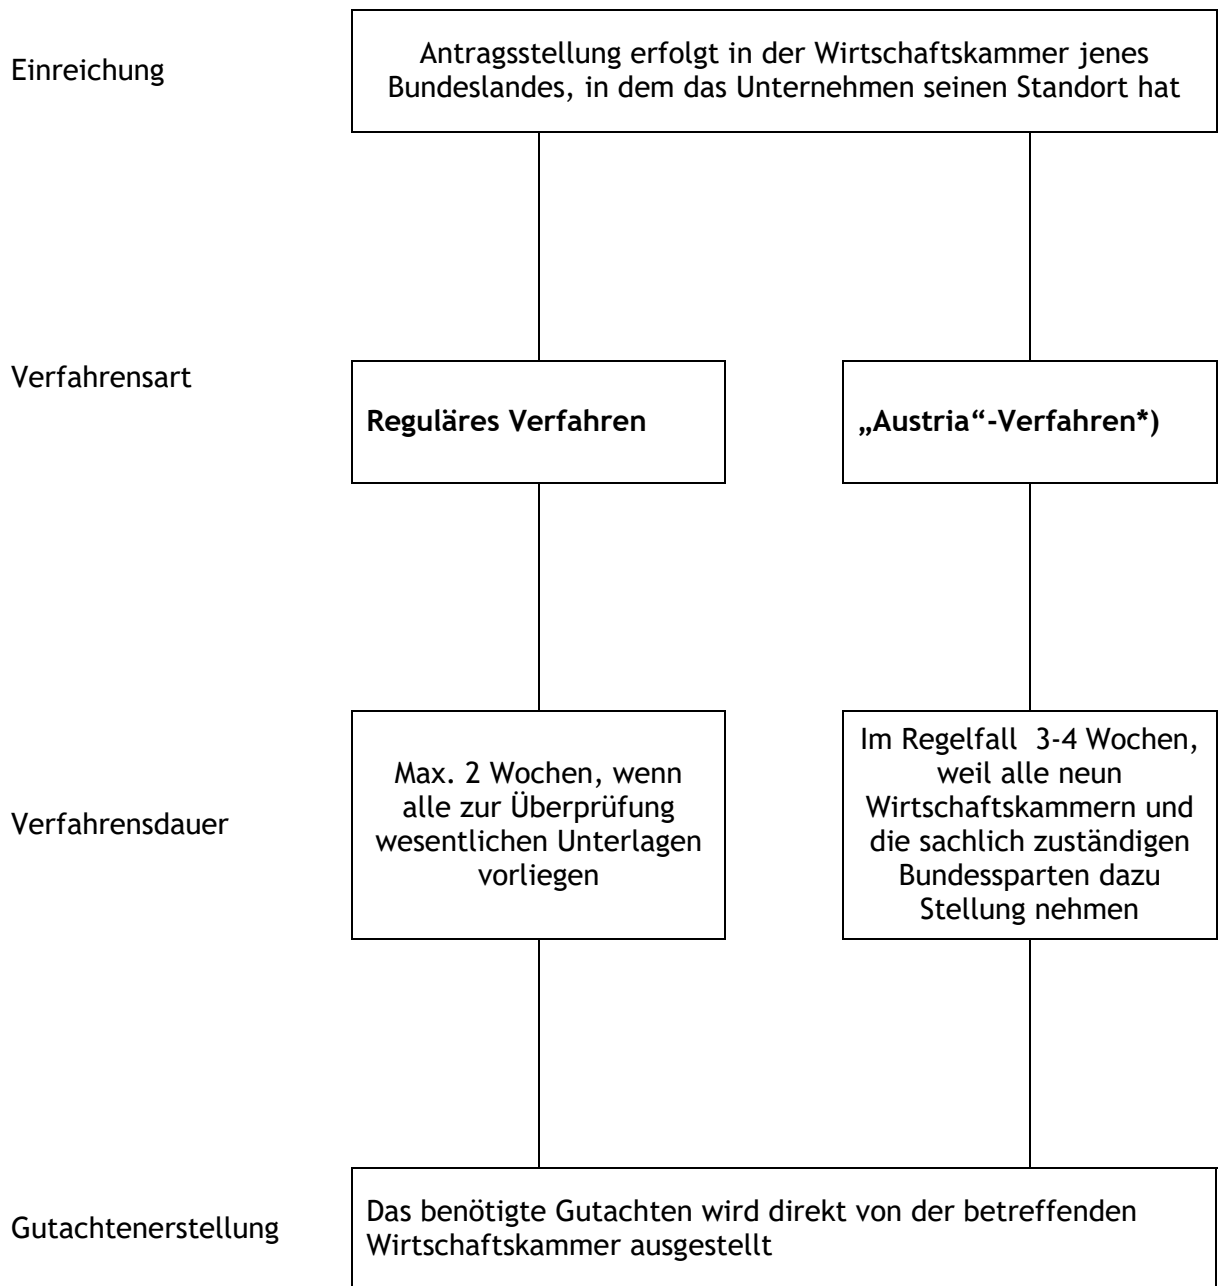 Einreichung
Antragsstellung erfolgt in der Wirtschaftskammer jenes
Bundeslandes, in dem das Unternehmen seinen Standort hat
Verfahrensart
Reguläres Verfahren
„Austria“-Verfahren*)
Verfahrensdauer
Max. 2 Wochen, wenn
alle zur Überprüfung
wesentlichen Unterlagen
vorliegen
Im Regelfall 3-4 Wochen,
weil alle neun
Wirtschaftskammern und
die sachlich zuständigen
Bundessparten dazu
Stellung nehmen
Gutachtenerstellung
Das benötigte Gutachten wird direkt von der betreffenden
Wirtschaftskammer ausgestellt